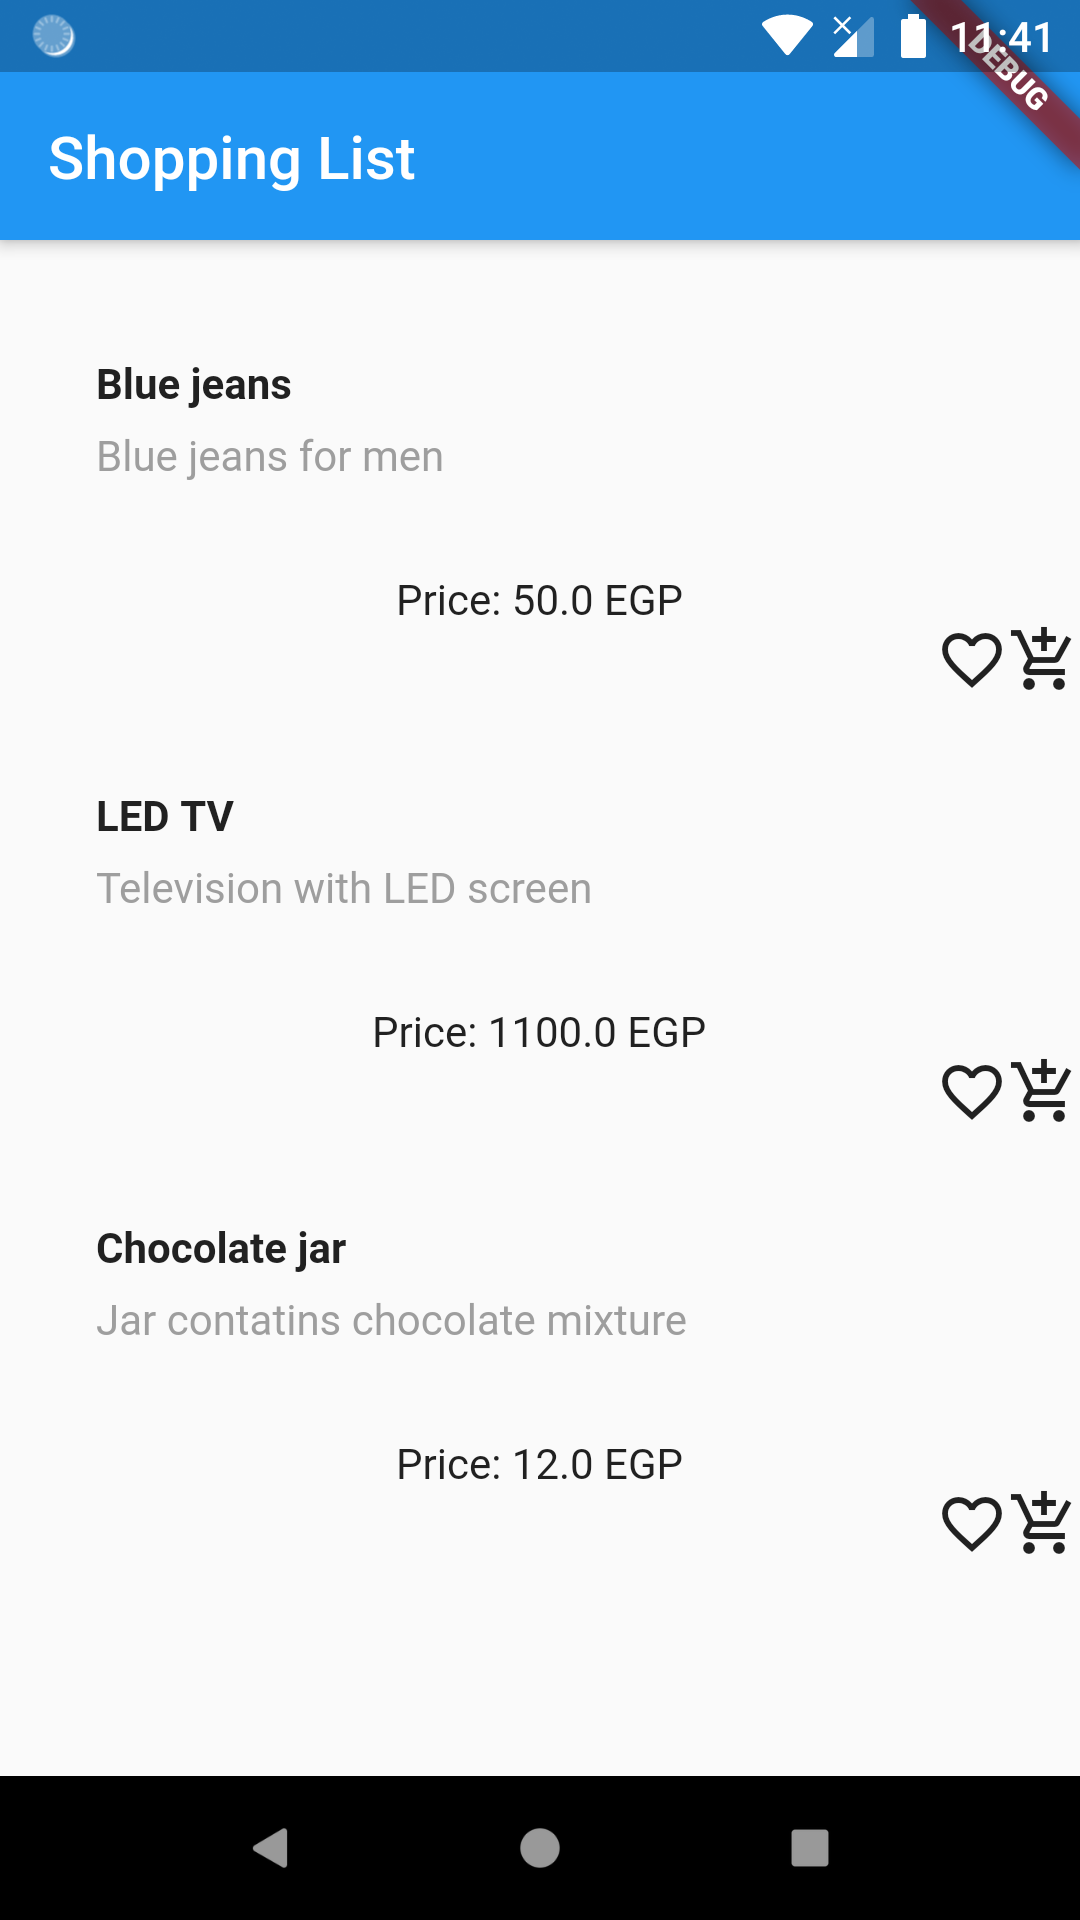 11:41
DEBUG
Shopping List
Blue jeans
Blue jeans for men
Price: 50.0 EGP
LED TV
Television with LED screen
Price: 1100.0 EGP
Chocolate jar
Jar contatins chocolate mixture
Price: 12.0 EGP